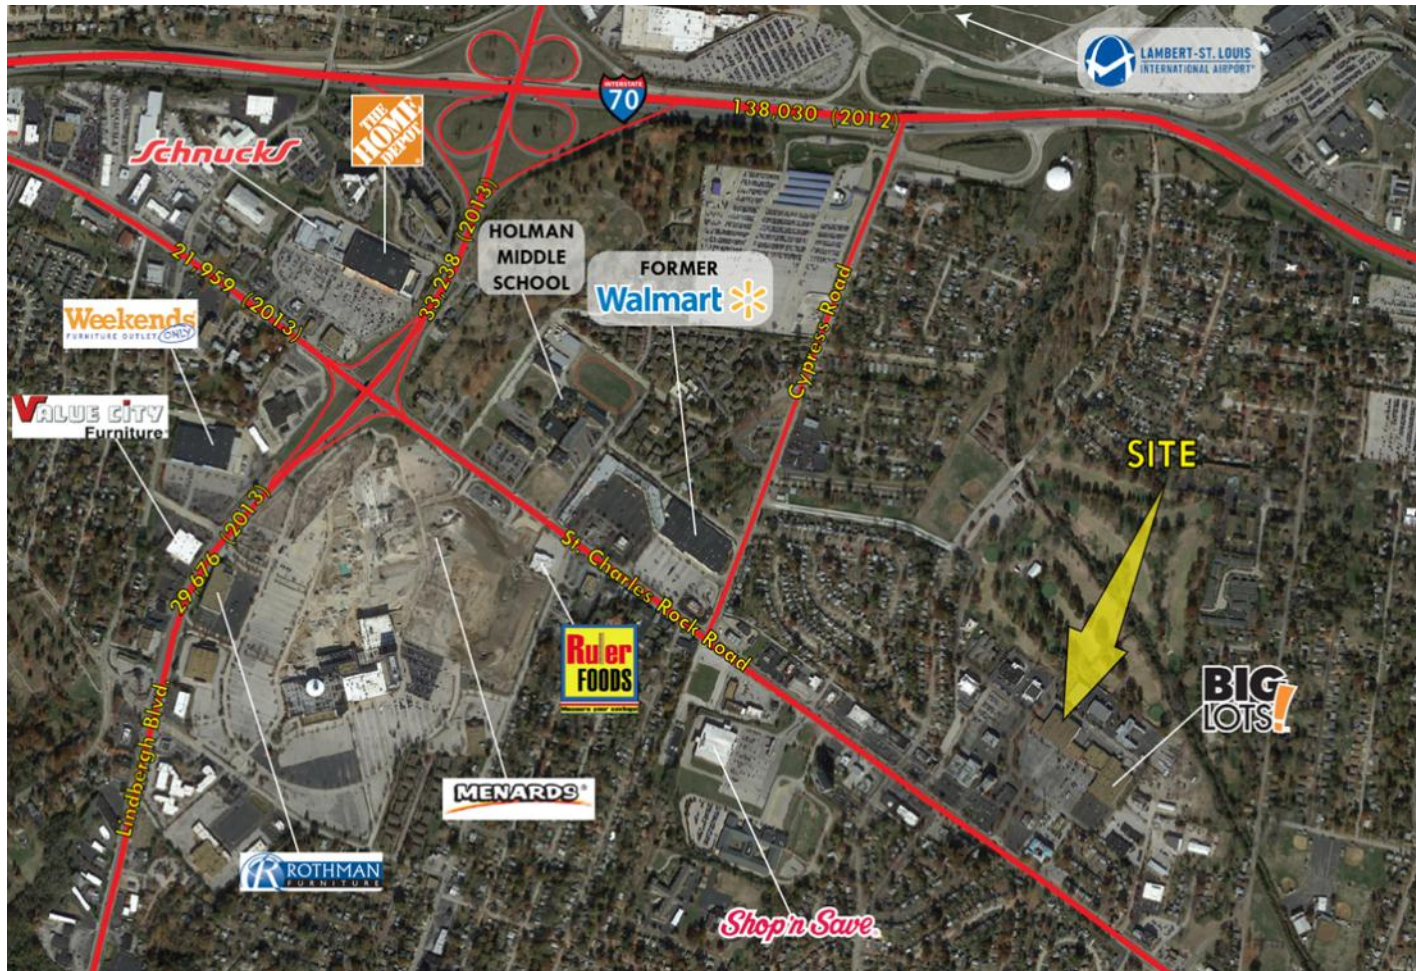 LAMBERT-ST. LOUIS
INTERNATIONAL AIRPORT
INTERSTATE
70
138,030 (2012)
THE
HOME
DEPOT
Schnucks
33,238 (2013)
HOLMAN
MIDDLE
SCHOOL
FORMER
Walmart
21,959 (2013)
Cypress Road
Weekends
FURNITURE OUTLET ONLY
VALUE CITY
Furniture
SITE
29,676 (2013)
St. Charles Rock Road
Ruler
FOODS
BIG
LOTS!
Lindbergh Blvd.
MENARDS®
ROTHMAN
FURNITURE
Shop'n Save